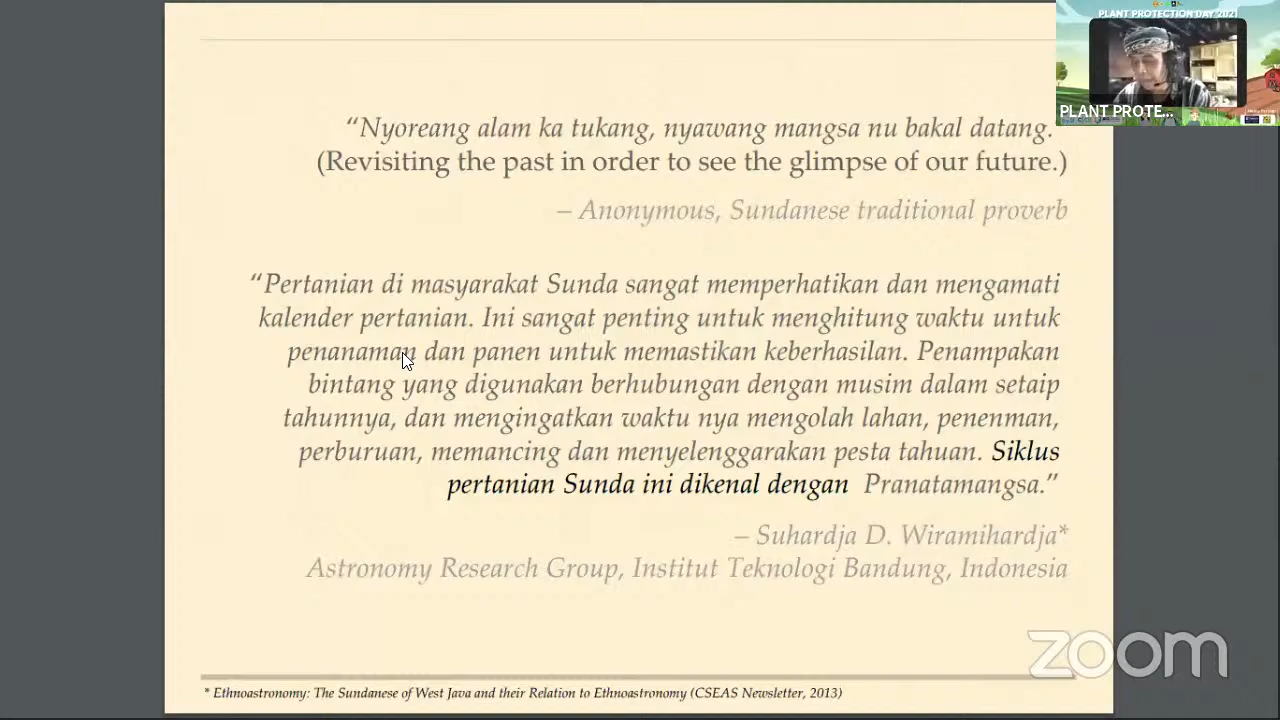 PLANT PROTECTION DAY 2021
PLANT PROTE...
“Nyoreang alam ka tukang, nyawang mangsa nu bakal datang.
(Revisiting the past in order to see the glimpse of our future.)
– Anonymous, Sundanese traditional proverb
“Pertanian di masyarakat Sunda sangat memperhatikan dan mengamati
kalender pertanian. Ini sangat penting untuk menghitung waktu untuk
penanaman dan panen untuk memastikan keberhasilan. Penampakan
bintang yang digunakan berhubungan dengan musim dalam setaip
tahunnya, dan mengingatkan waktu nya mengolah lahan, penenman,
perburuan, memancing dan menyelenggarakan pesta tahuan. Siklus
pertanian Sunda ini dikenal dengan Pranatamangsa.”
– Suhardja D. Wiramihardja*
Astronomy Research Group, Institut Teknologi Bandung, Indonesia
zoom
* Ethnoastronomy: The Sundanese of West Java and their Relation to Ethnoastronomy (CSEAS Newsletter, 2013)